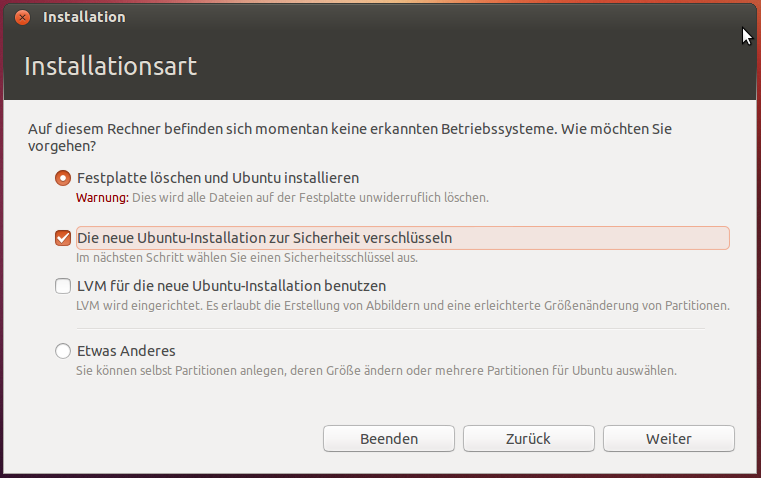 Installation
Installationsart
Auf diesem Rechner befinden sich momentan keine erkannten Betriebssysteme. Wie möchten Sie
vorgehen?
Festplatte löschen und Ubuntu installieren
Warnung: Dies wird alle Dateien auf der Festplatte unwiderruflich löschen.
Die neue Ubuntu-Installation zur Sicherheit verschlüsseln
Im nächsten Schritt wählen Sie einen Sicherheitsschlüssel aus.
LVM für die neue Ubuntu-Installation benutzen
LVM wird eingerichtet. Es erlaubt die Erstellung von Abbildern und eine erleichterte Größenänderung von Partitionen.
Etwas Anderes
Sie können selbst Partitionen anlegen, deren Größe ändern oder mehrere Partitionen für Ubuntu auswählen.
Beenden
Zurück
Weiter